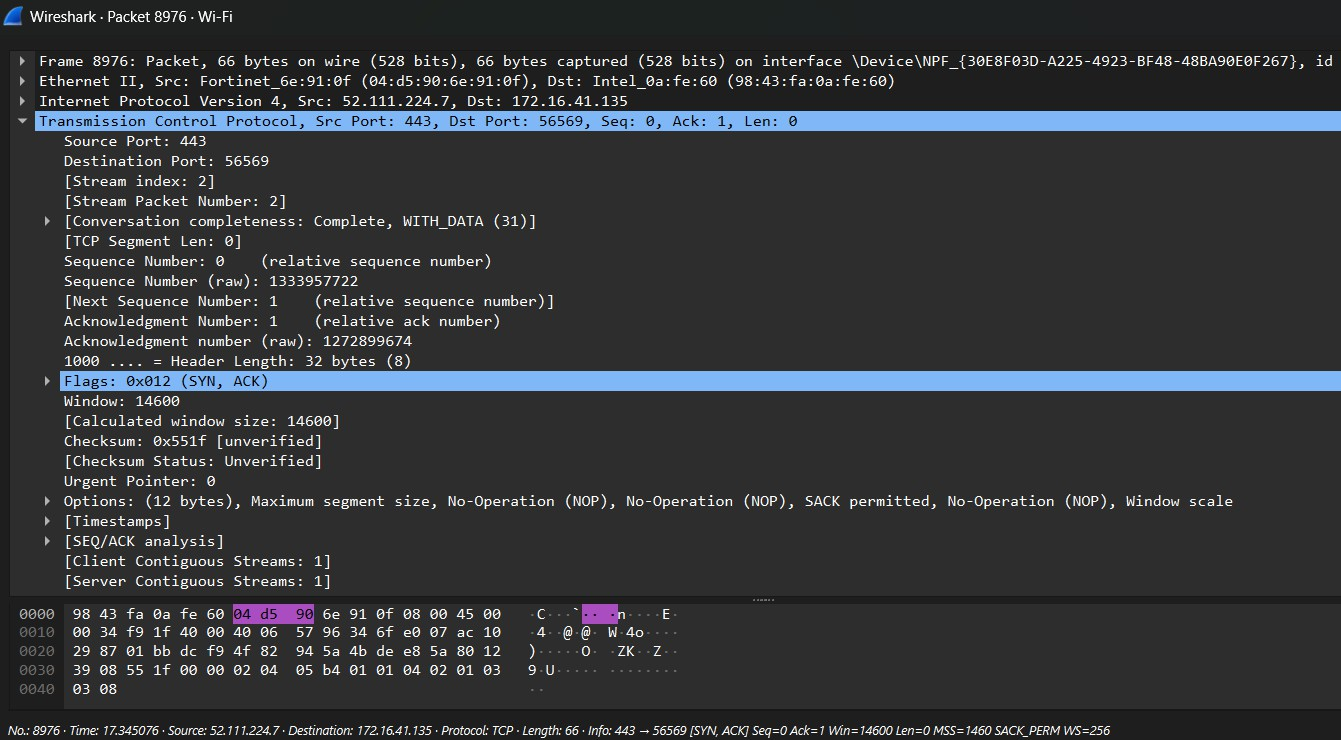 Wireshark · Packet 8976 · Wi-Fi
Frame 8976: Packet, 66 bytes on wire (528 bits), 66 bytes captured (528 bits) on interface \Device\NPF_{30E8F03D-A225-4923-BF48-48BA90E0F267}, id
Ethernet II, Src: Fortinet_6e:91:0f (04:d5:90:6e:91:0f), Dst: Intel_0a:fe:60 (98:43:fa:0a:fe:60)
Internet Protocol Version 4, Src: 52.111.224.7, Dst: 172.16.41.135
Transmission Control Protocol, Src Port: 443, Dst Port: 56569, Seq: 0, Ack: 1, Len: 0
Source Port: 443
Destination Port: 56569
[Stream index: 2]
[Stream Packet Number: 2]
[Conversation completeness: Complete, WITH_DATA (31)]
[TCP Segment Len: 0]
Sequence Number: 0    (relative sequence number)
Sequence Number (raw): 1333957722
[Next Sequence Number: 1    (relative sequence number)]
Acknowledgment Number: 1    (relative ack number)
Acknowledgment number (raw): 1272899674
1000 .... = Header Length: 32 bytes (8)
Flags: 0x012 (SYN, ACK)
Window: 14600
[Calculated window size: 14600]
Checksum: 0x551f [unverified]
[Checksum Status: Unverified]
Urgent Pointer: 0
Options: (12 bytes), Maximum segment size, No-Operation (NOP), No-Operation (NOP), SACK permitted, No-Operation (NOP), Window scale
[Timestamps]
[SEQ/ACK analysis]
[Client Contiguous Streams: 1]
[Server Contiguous Streams: 1]
0000 98 43 fa 0a fe 60 04 d5 90 6e 91 0f 08 00 45 00 ·C···`·· ·n····E·
0010 00 34 f9 1f 40 00 40 06 57 96 34 6f e0 07 ac 10 ·4··@·@· W·4o····
0020 29 87 01 bb dc f9 4f 82 94 5a 4b de e8 5a 80 12 )·····O· ·ZK··Z··
0030 39 08 55 1f 00 00 02 04 05 b4 01 01 04 02 01 03 9·U····· ········
0040 03 08 ··
No.: 8976 · Time: 17.345076 · Source: 52.111.224.7 · Destination: 172.16.41.135 · Protocol: TCP · Length: 66 · Info: 443 → 56569 [SYN, ACK] Seq=0 Ack=1 Win=14600 Len=0 MSS=1460 SACK_PERM WS=256